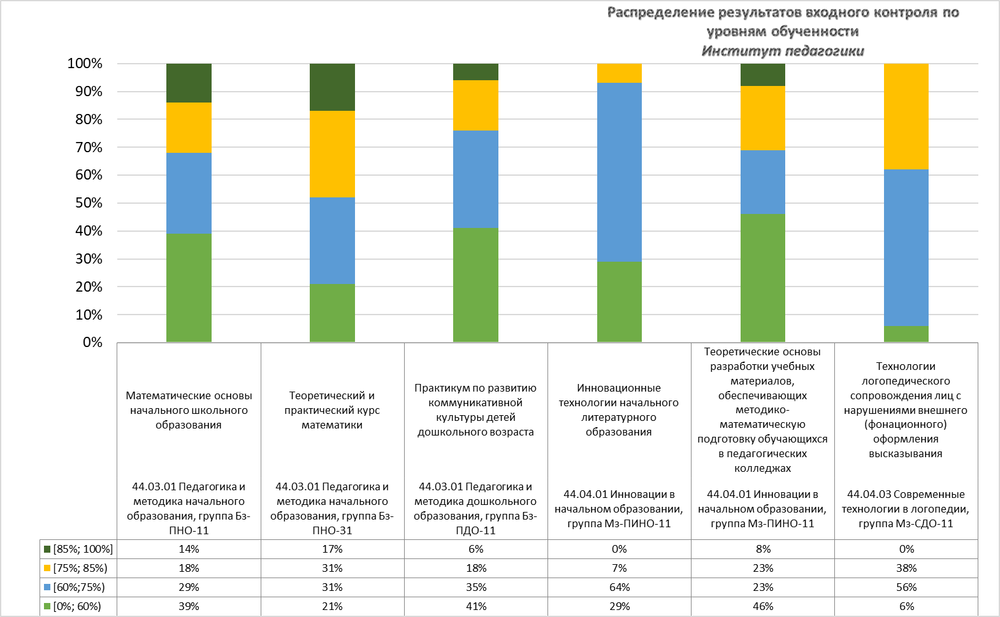 Распределение результатов входного контроля по
уровням обученности
Институт педагогики
100%
90%
80%
70%
60%
50%
40%
30%
20%
10%
0%
Математические основы
начального школьного
образования
44.03.01 Педагогика и
методика начального
образования, группа Бз-
ПНО-11
Теоретический и
практический курс
математики
44.03.01 Педагогика и
методика начального
образования, группа Бз-
ПНО-31
Практикум по развитию
коммуникативной
культуры детей
дошкольного возраста
44.03.01 Педагогика и
методика дошкольного
образования, группа Бз-
ПДО-11
Инновационные
технологии начального
литературного
образования
44.04.01 Инновации в
начальном образовании,
группа Мз-ПИНО-11
Теоретические основы
разработки учебных
материалов,
обеспечивающих
методико-
математическую
подготовку обучающихся
в педагогических
колледжах
44.04.01 Инновации в
начальном образовании,
группа Мз-ПИНО-11
Технологии
логопедического
сопровождения лиц с
нарушениями внешнего
(фонационного)
оформления
высказывания
44.04.03 Современные
технологии в логопедии,
группа Мз-СДО-11
[85%; 100%] 14% 17% 6% 0% 8% 0%
[75%; 85%) 18% 31% 18% 7% 23% 38%
[60%;75%) 29% 31% 35% 64% 23% 56%
[0%; 60%) 39% 21% 41% 29% 46% 6%